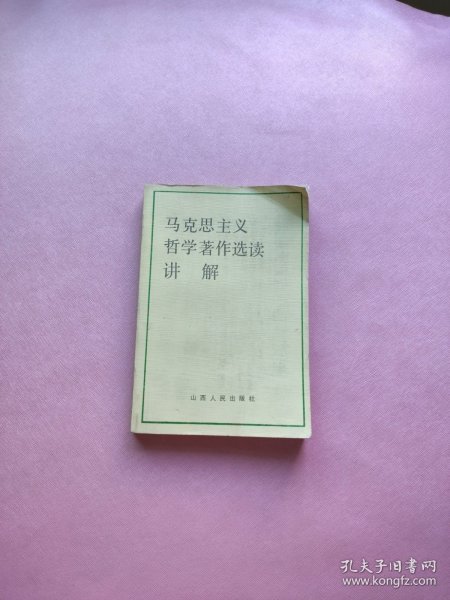 马克思主义
哲学著作选读
讲 解
山西人民出版社
孔夫子旧书网
www.kongfz.com